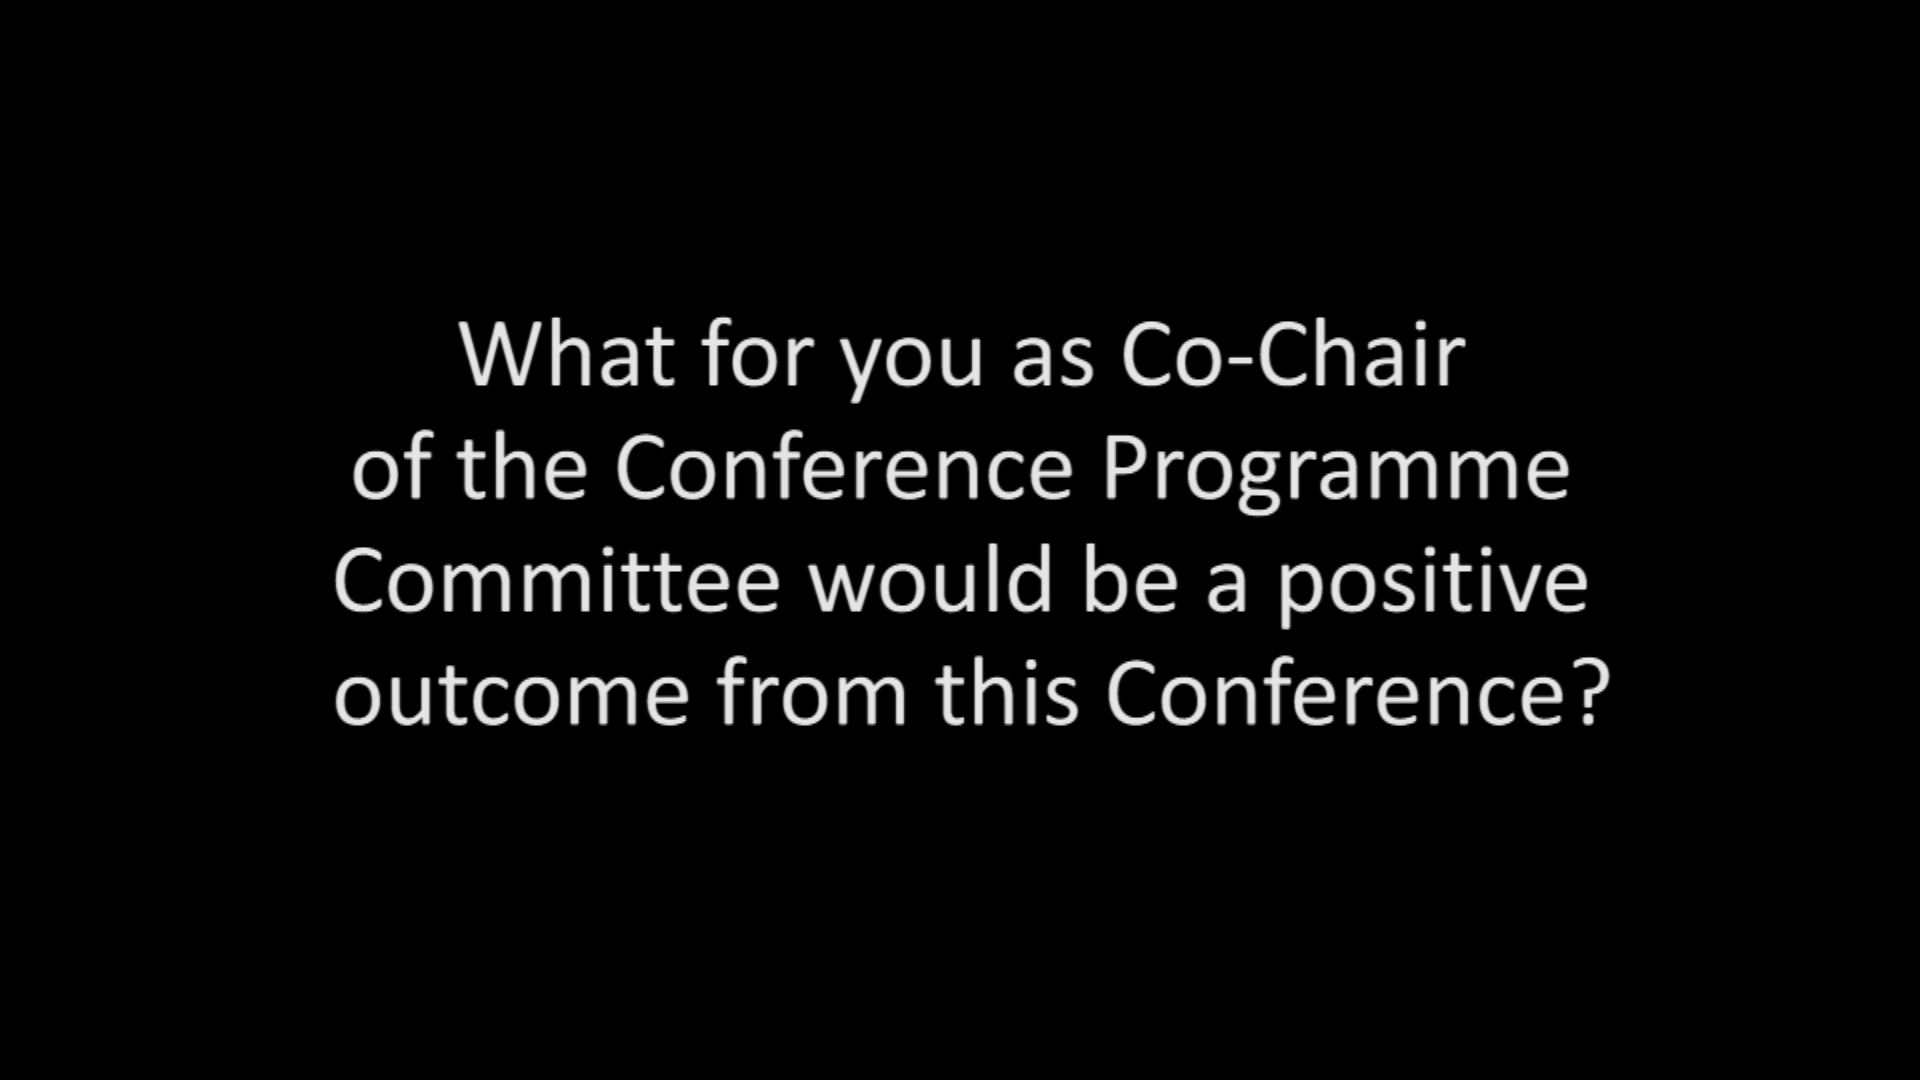 What for you as Co-Chair
of the Conference Programme
Committee would be a positive
outcome from this Conference?